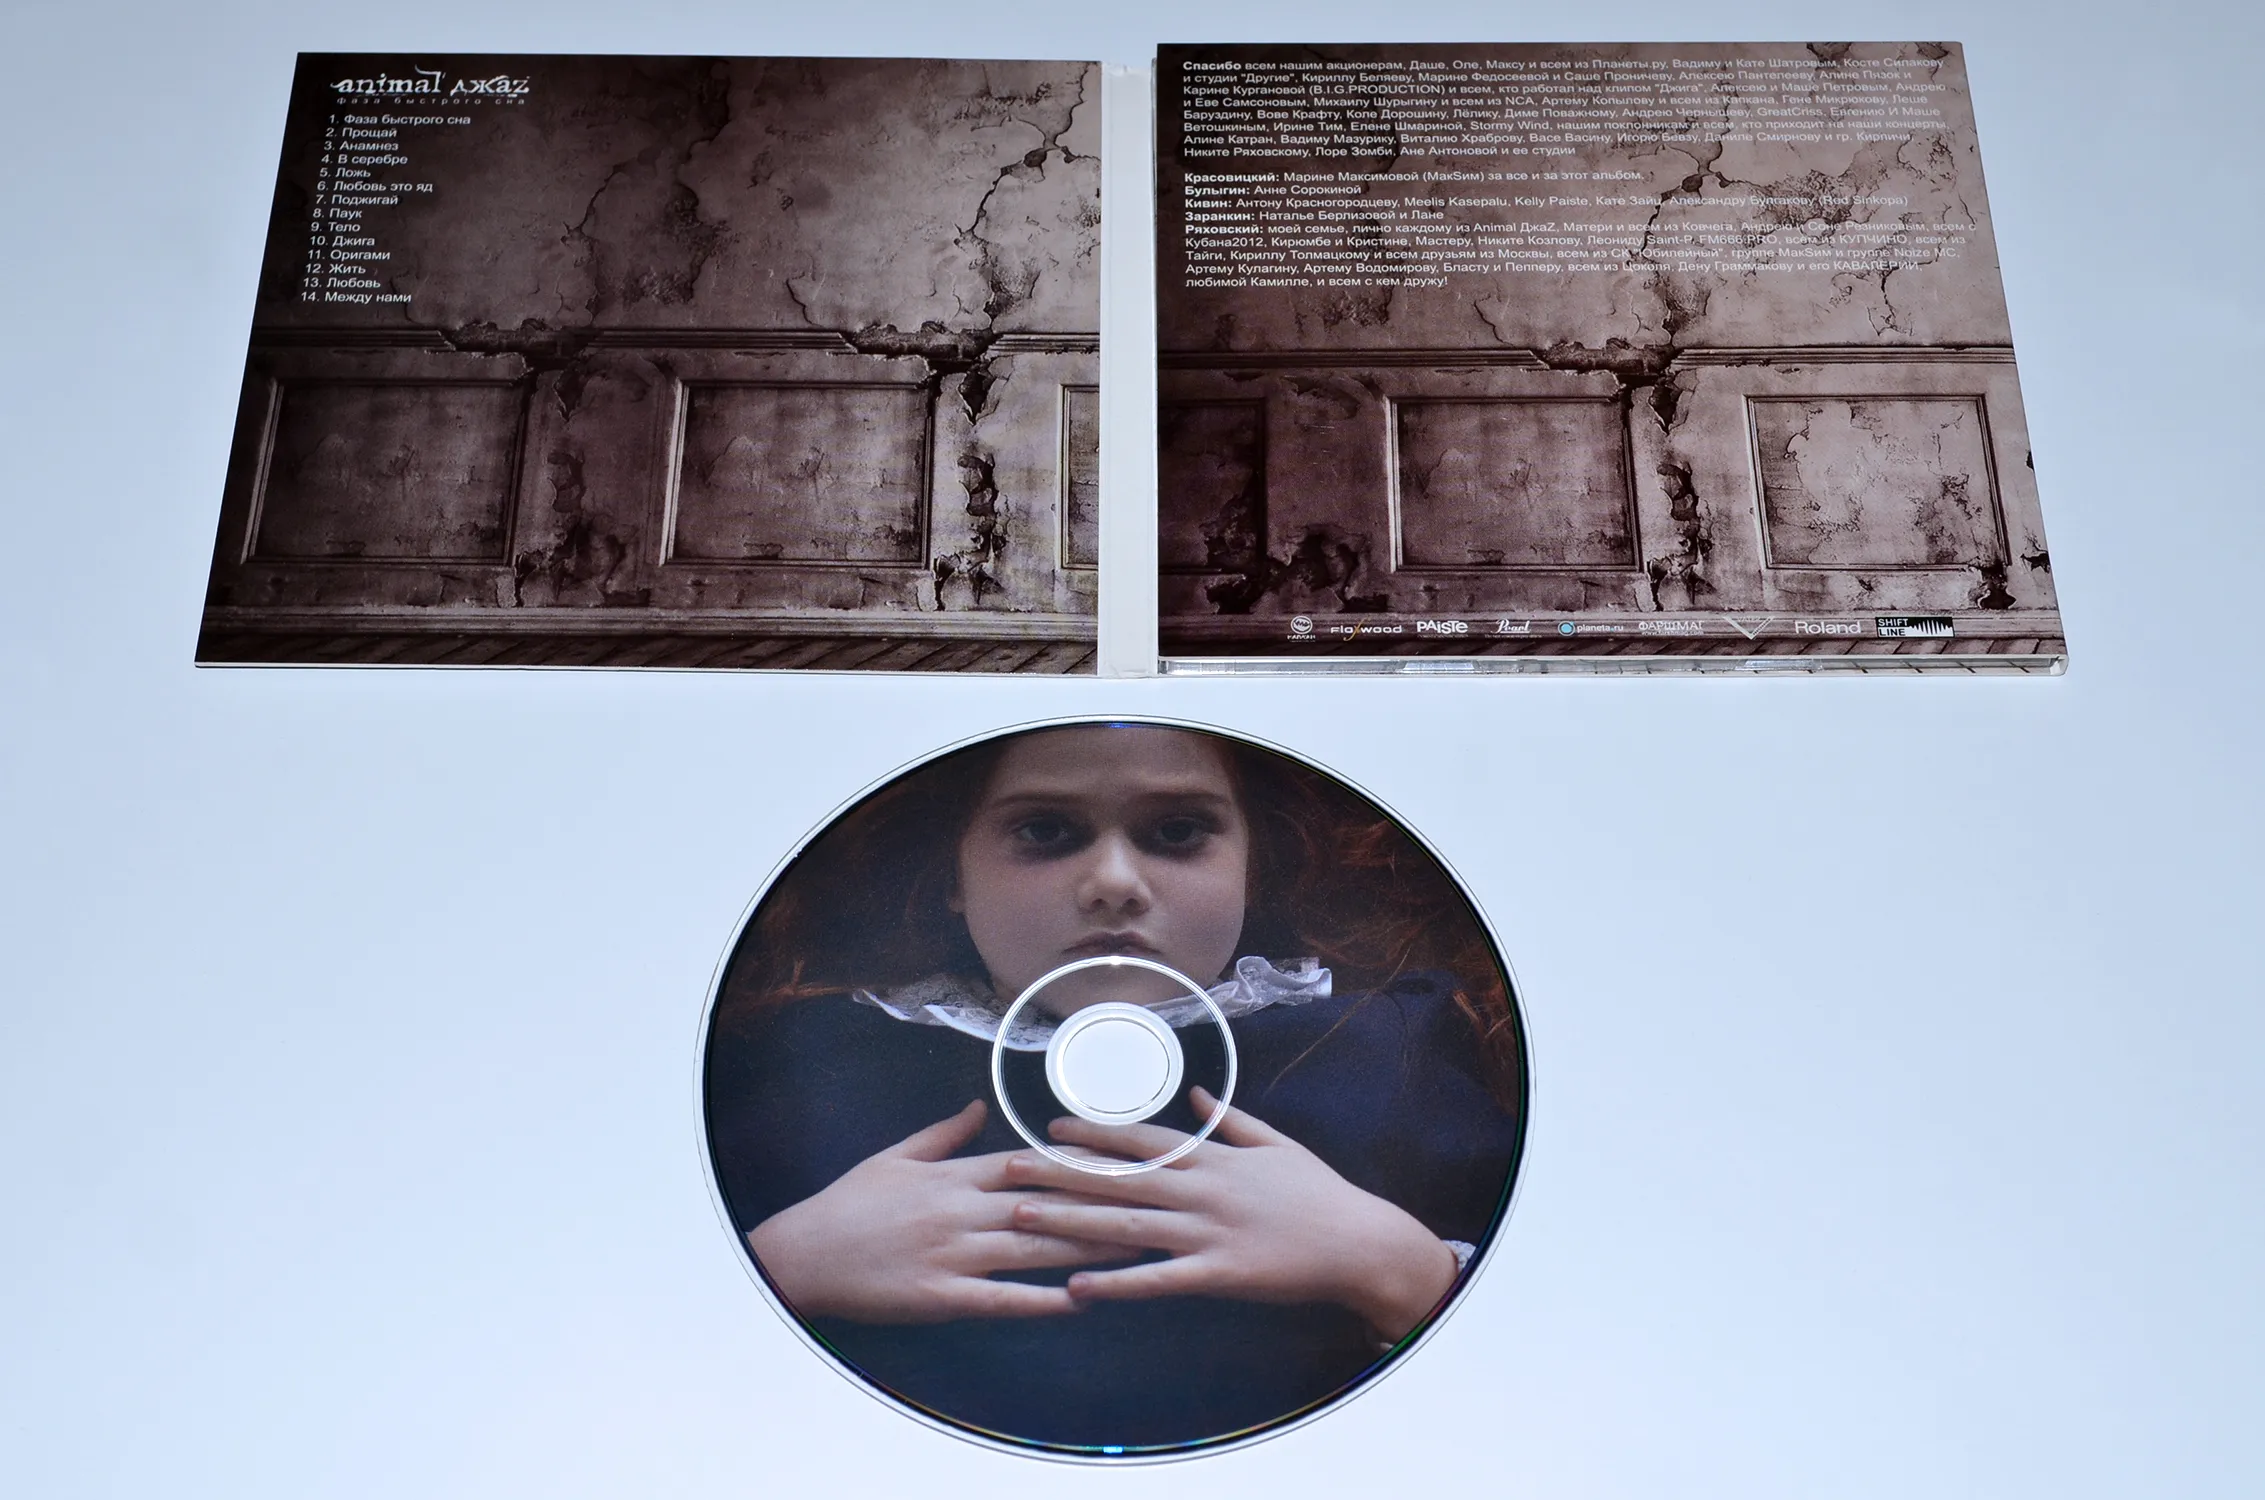 animal джаz
фаза быстрого сна
1. Фаза быстрого сна
2. Прощай
3. Анамнез
4. В серебре
5. Ложь
6. Любовь это яд
7. Поджигай
8. Паук
9. Тело
10. Джига
11. Оригами
12. Жить
13. Любовь
14. Между нами
Спасибо всем нашим акционерам, Даше, Оле, Максу и всем из Планеты.ру, Вадиму и Кате Шатровым, Косте Силакову
и студии "Другие", Кириллу Беляеву, Марине Федосеевой и Саше Проничеву, Алексею Пантелееву, Алине Пязок и
Карине Кургановой (B.I.G.PRODUCTION) и всем, кто работал над клипом "Джига", Алексею и Маше Петровым, Андрею
и Еве Самсоновым, Михаилу Шурыгину и всем из NCA, Артему Копылову и всем из Капкана, Гене Микрюкову, Леше
Баруздину, Вове Крафту, Коле Дорошину, Лёлику, Диме Поважному, Андрею Чернышеву, GreatCriss, Евгению И Маше
Ветошкиным, Ирине Тим, Елене Шмариной, Stormy Wind, нашим поклонникам и всем, кто приходит на наши концерты,
Алине Катран, Вадиму Мазурику, Виталию Храброву, Васе Васину, Игорю Бевзу, Даниле Смирнову и гр. Кирпичи,
Никите Ряховскому, Лоре Зомби, Ане Антоновой и ее студии
Красовицкий: Марине Максимовой (МакSим) за все и за этот альбом.
Булыгин: Анне Сорокиной
Кивин: Антону Красногородцеву, Meelis Kasepalu, Kelly Paiste, Кате Зайц, Александру Булгакову (Red Sinkopa)
Заранкин: Наталье Берлизовой и Лане
Ряховский: моей семье, лично каждому из Animal ДжаZ, Матери и всем из Ковчега, Андрею и Соне Резниковым, всем с
Кубана2012, Кирюмбе и Кристине, Мастеру, Никите Козлову, Леониду Saint-P, FM666.PRO, всем из КУПЧИНО, всем из
Тайги, Кириллу Толмацкому и всем друзьям из Москвы, всем из СК "Юбилейный", группе МакSим и группе Noize MC,
Артему Кулагину, Артему Водомирову, Бласту и Пепперу, всем из Цоколя, Дену Граммакову и его КАВАЛЕРИИ,
любимой Камилле, и всем с кем дружу!
КАПКАН
Flaxwood
PAiSTe
Pearl
planeta.ru
ФАРШМАГ
Roland
SHIFT
LINE